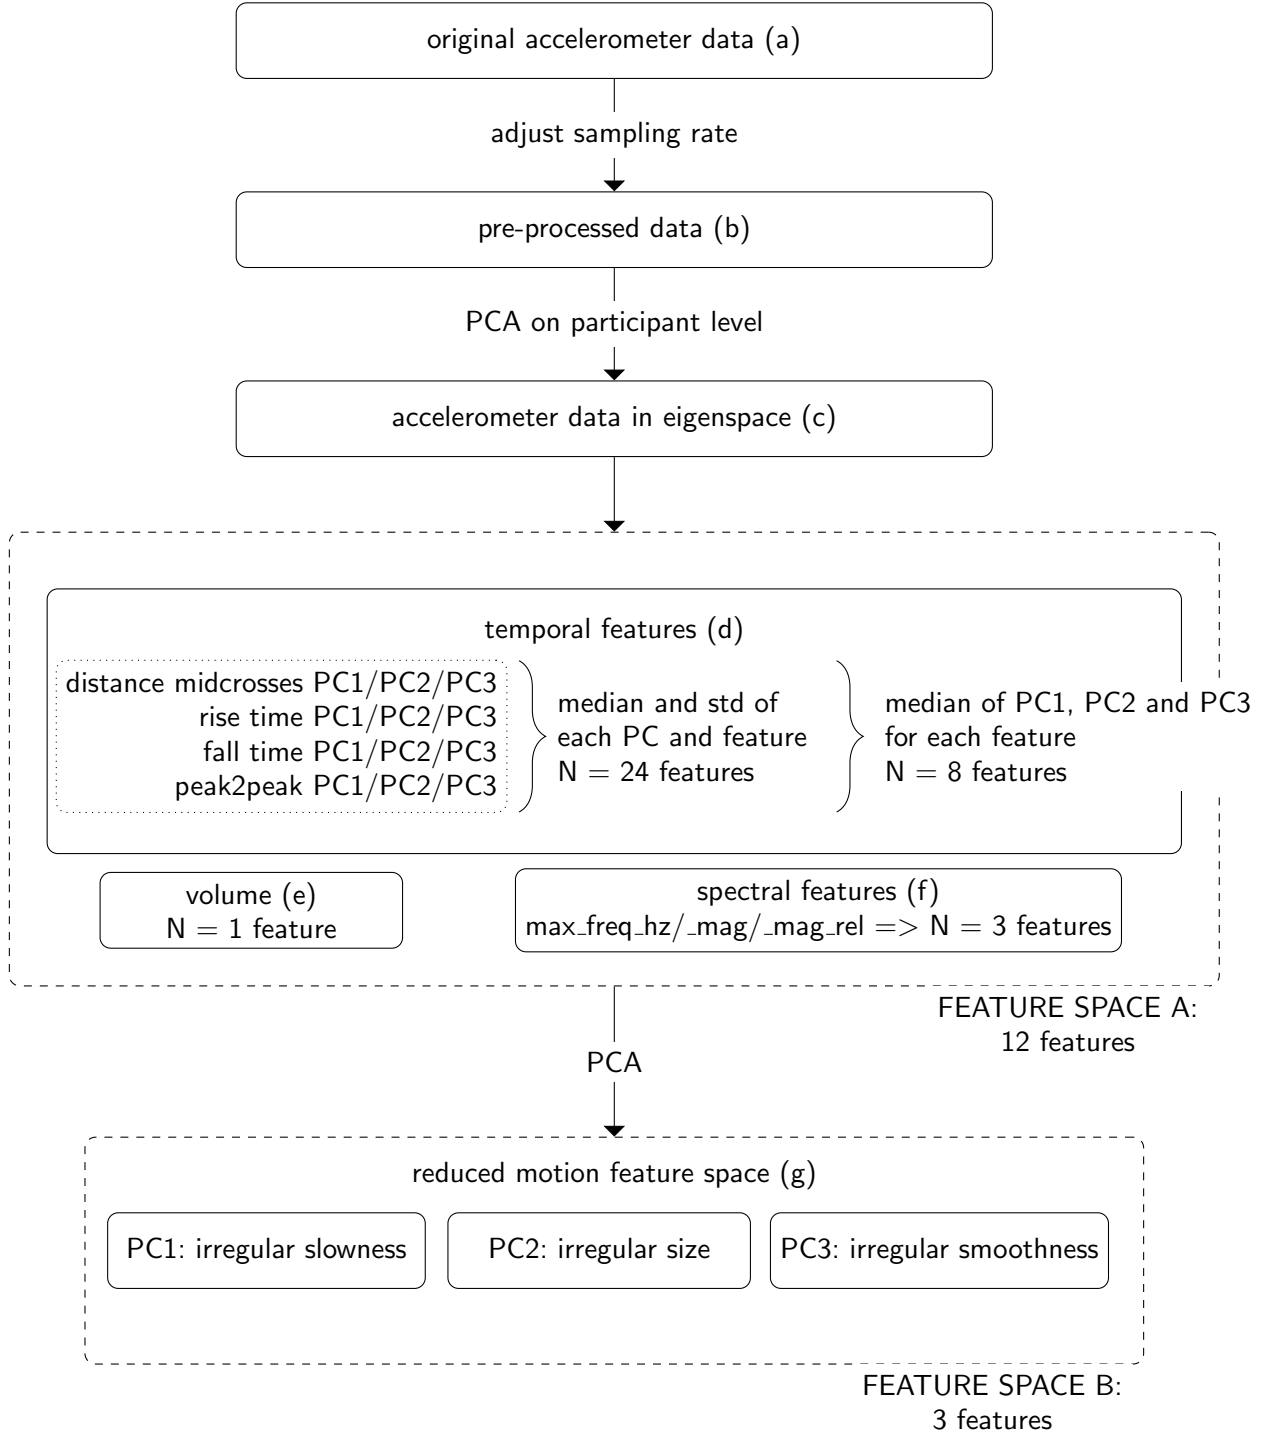 original accelerometer data (a)
adjust sampling rate
pre-processed data (b)
PCA on participant level
accelerometer data in eigenspace (c)
temporal features (d)
distance midcrosses PC1/PC2/PC3
rise time PC1/PC2/PC3
fall time PC1/PC2/PC3
peak2peak PC1/PC2/PC3
median and std of
each PC and feature
N = 24 features
median of PC1, PC2 and PC3
for each feature
N = 8 features
volume (e)
N = 1 feature
spectral features (f)
max_freq_hz/_mag/_mag_rel => N = 3 features
FEATURE SPACE A:
12 features
PCA
reduced motion feature space (g)
PC1: irregular slowness
PC2: irregular size
PC3: irregular smoothness
FEATURE SPACE B:
3 features